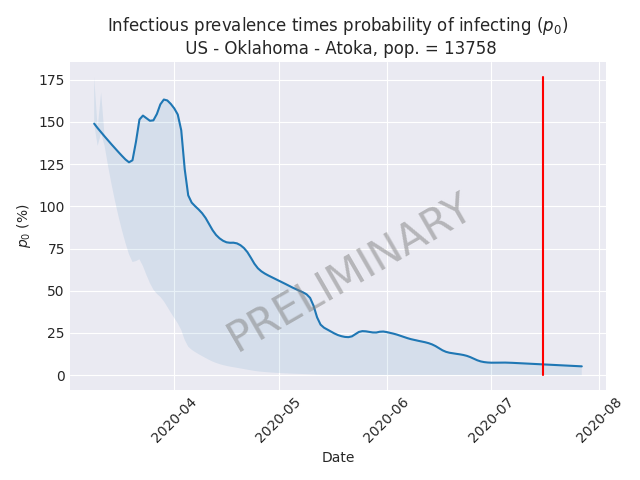 Infectious prevalence times probability of infecting (p0)
US - Oklahoma - Atoka, pop. = 13758
175
150
125
100
75
50
25
0
p0 (%)
PRELIMINARY
2020-04
2020-05
2020-06
2020-07
2020-08
Date